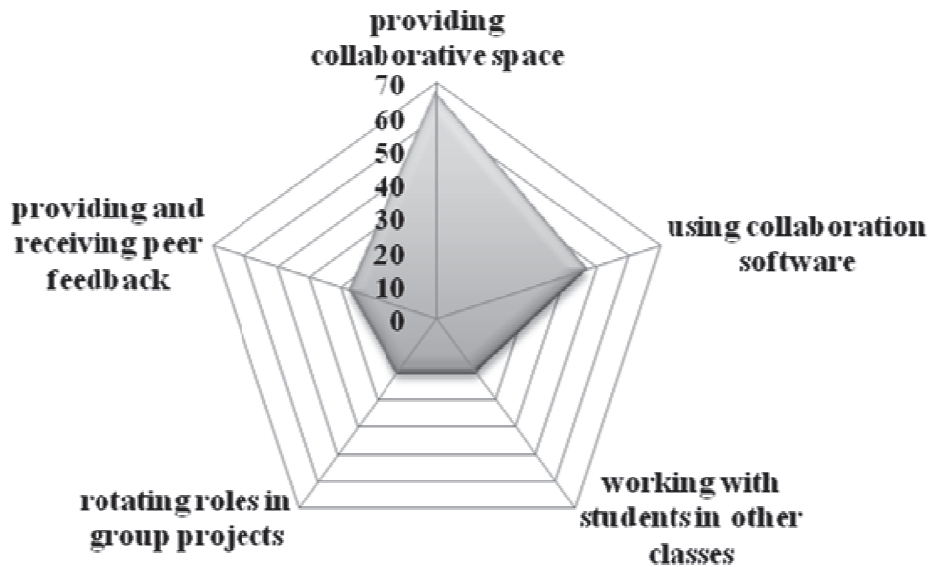 providing
collaborative space
70
60
50
40
30
20
10
0
providing and
receiving peer
feedback
using collaboration
software
rotating roles in
group projects
working with
students in other
classes